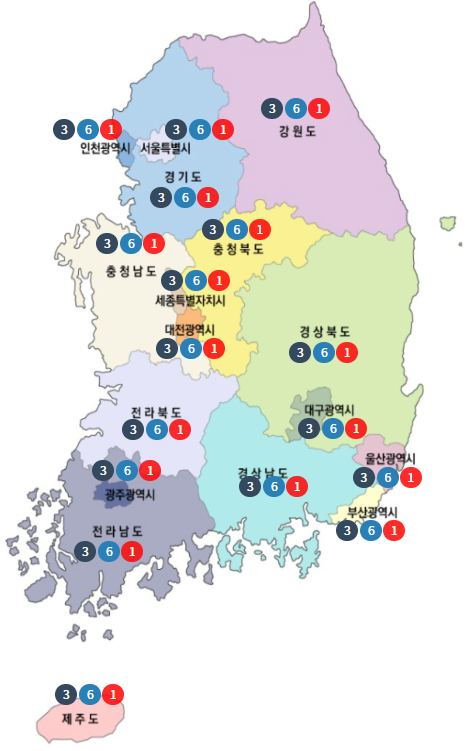 3 6 1
강원도
3 6 1
인천광역시
3 6 1
서울특별시
경기도
3 6 1
3 6 1
충청북도
3 6 1
충청남도
3 6 1
세종특별자치시
대전광역시
3 6 1
경상북도
3 6 1
전라북도
3 6 1
대구광역시
3 6 1
울산광역시
3 6 1
3 6 1
광주광역시
경상남도
3 6 1
부산광역시
3 6 1
전라남도
3 6 1
3 6 1
제주도